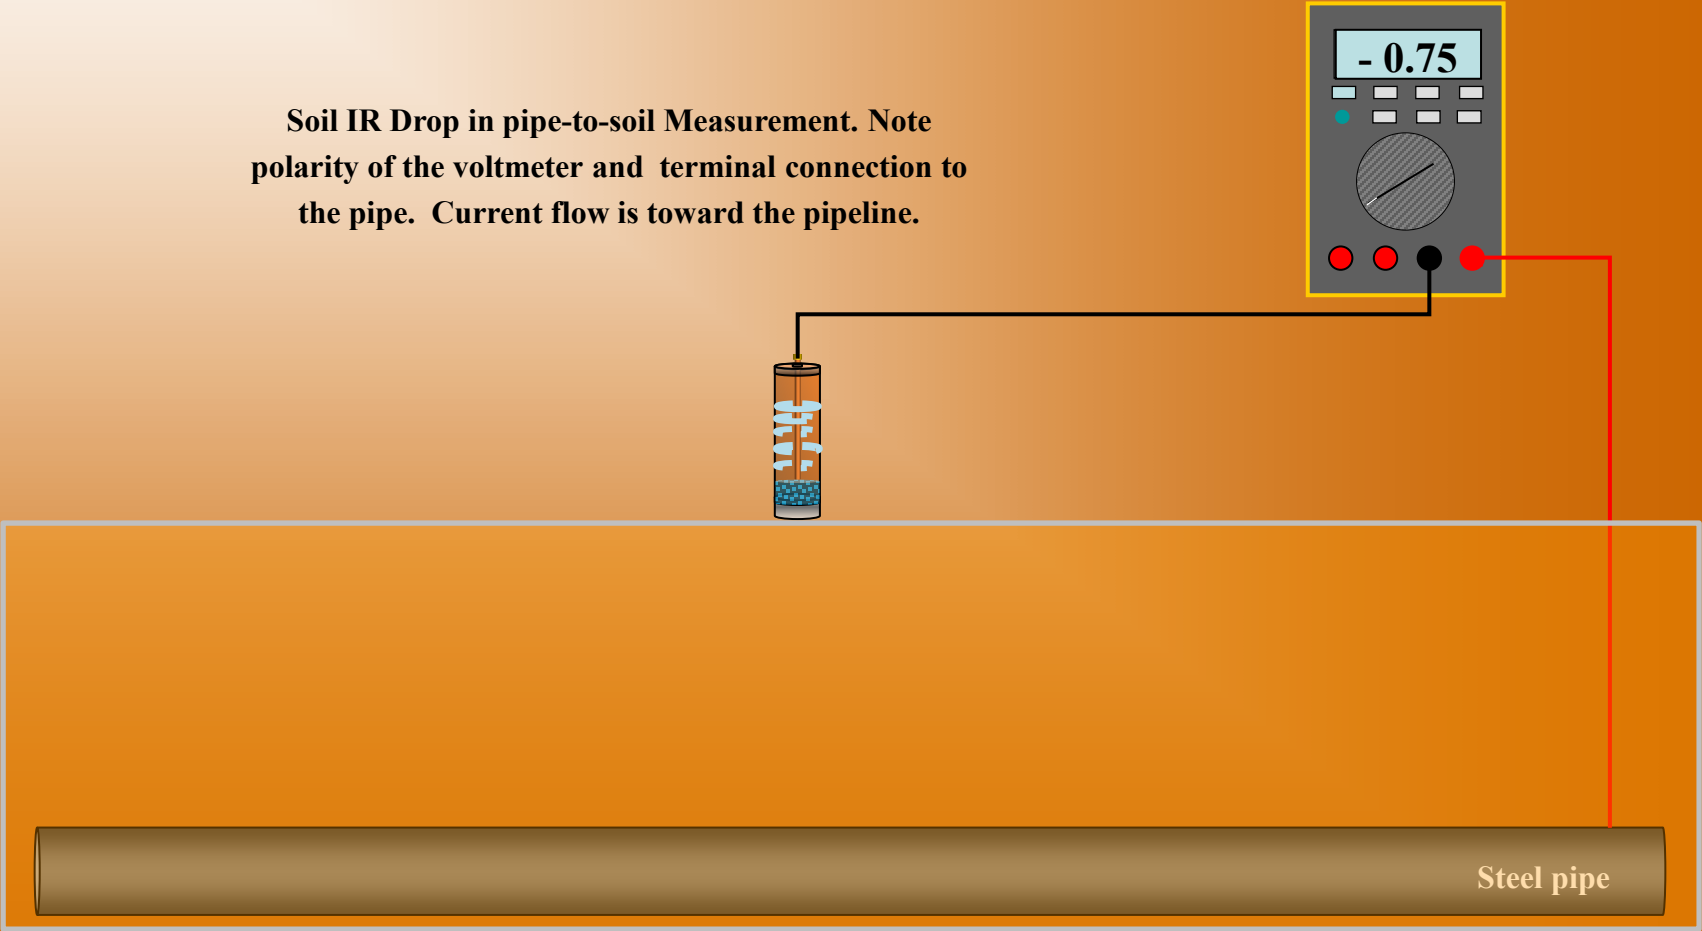 - 0.75
Soil IR Drop in pipe-to-soil Measurement. Note
polarity of the voltmeter and  terminal connection to
the pipe.  Current flow is toward the pipeline.
Steel pipe